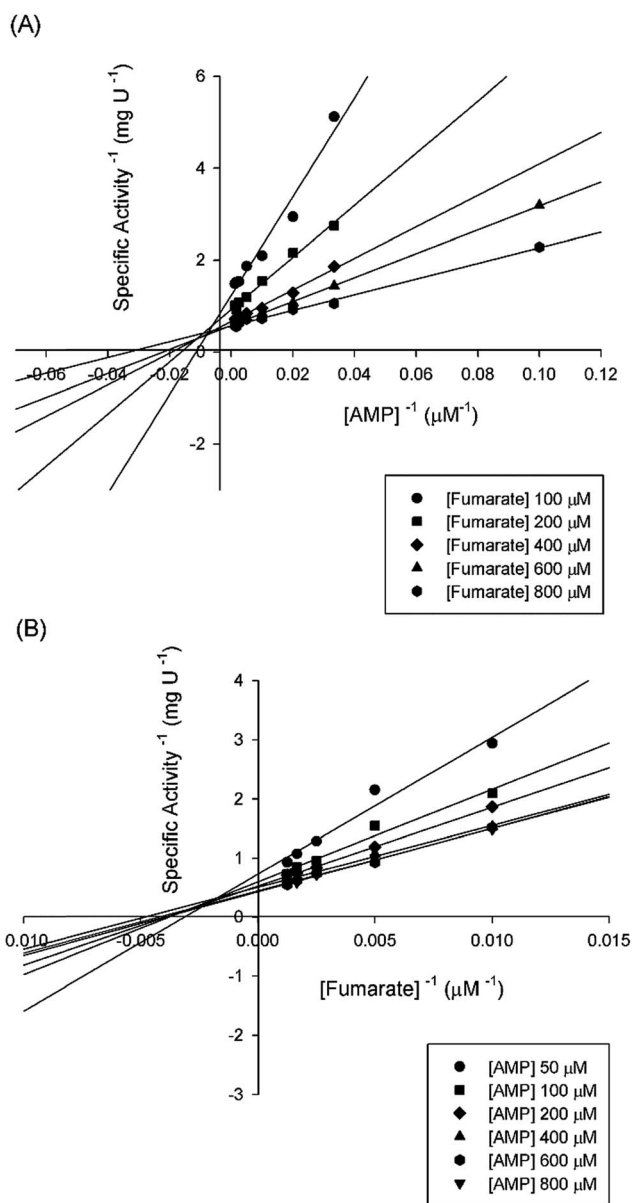 (A)
Specific Activity -1 (mg U -1)
6
4
2
0
-2
-0.06 -0.04 -0.02 0.00 0.02 0.04 0.06 0.08 0.10 0.12
[AMP] -1 (μM-1)
[Fumarate] 100 μM
[Fumarate] 200 μM
[Fumarate] 400 μM
[Fumarate] 600 μM
[Fumarate] 800 μM
(B)
Specific Activity -1 (mg U -1)
4
3
2
1
0
-1
-2
-3
0.010 -0.005 0.000 0.005 0.010 0.015
[Fumarate] -1 (μM -1)
[AMP] 50 μM
[AMP] 100 μM
[AMP] 200 μM
[AMP] 400 μM
[AMP] 600 μM
[AMP] 800 μM